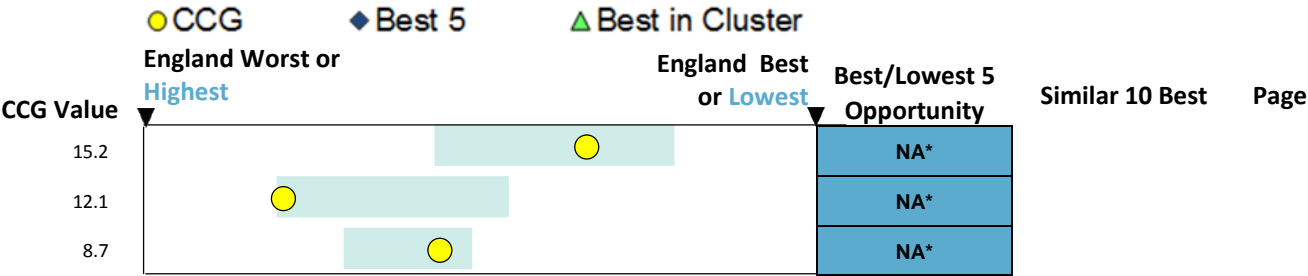 CCG Best 5 Best in Cluster
England Worst or
Highest
England Best
or Lowest
Best/Lowest 5
Opportunity
Similar 10 Best
Page
CCG Value
15.2 NA*
12.1 NA*
8.7 NA*